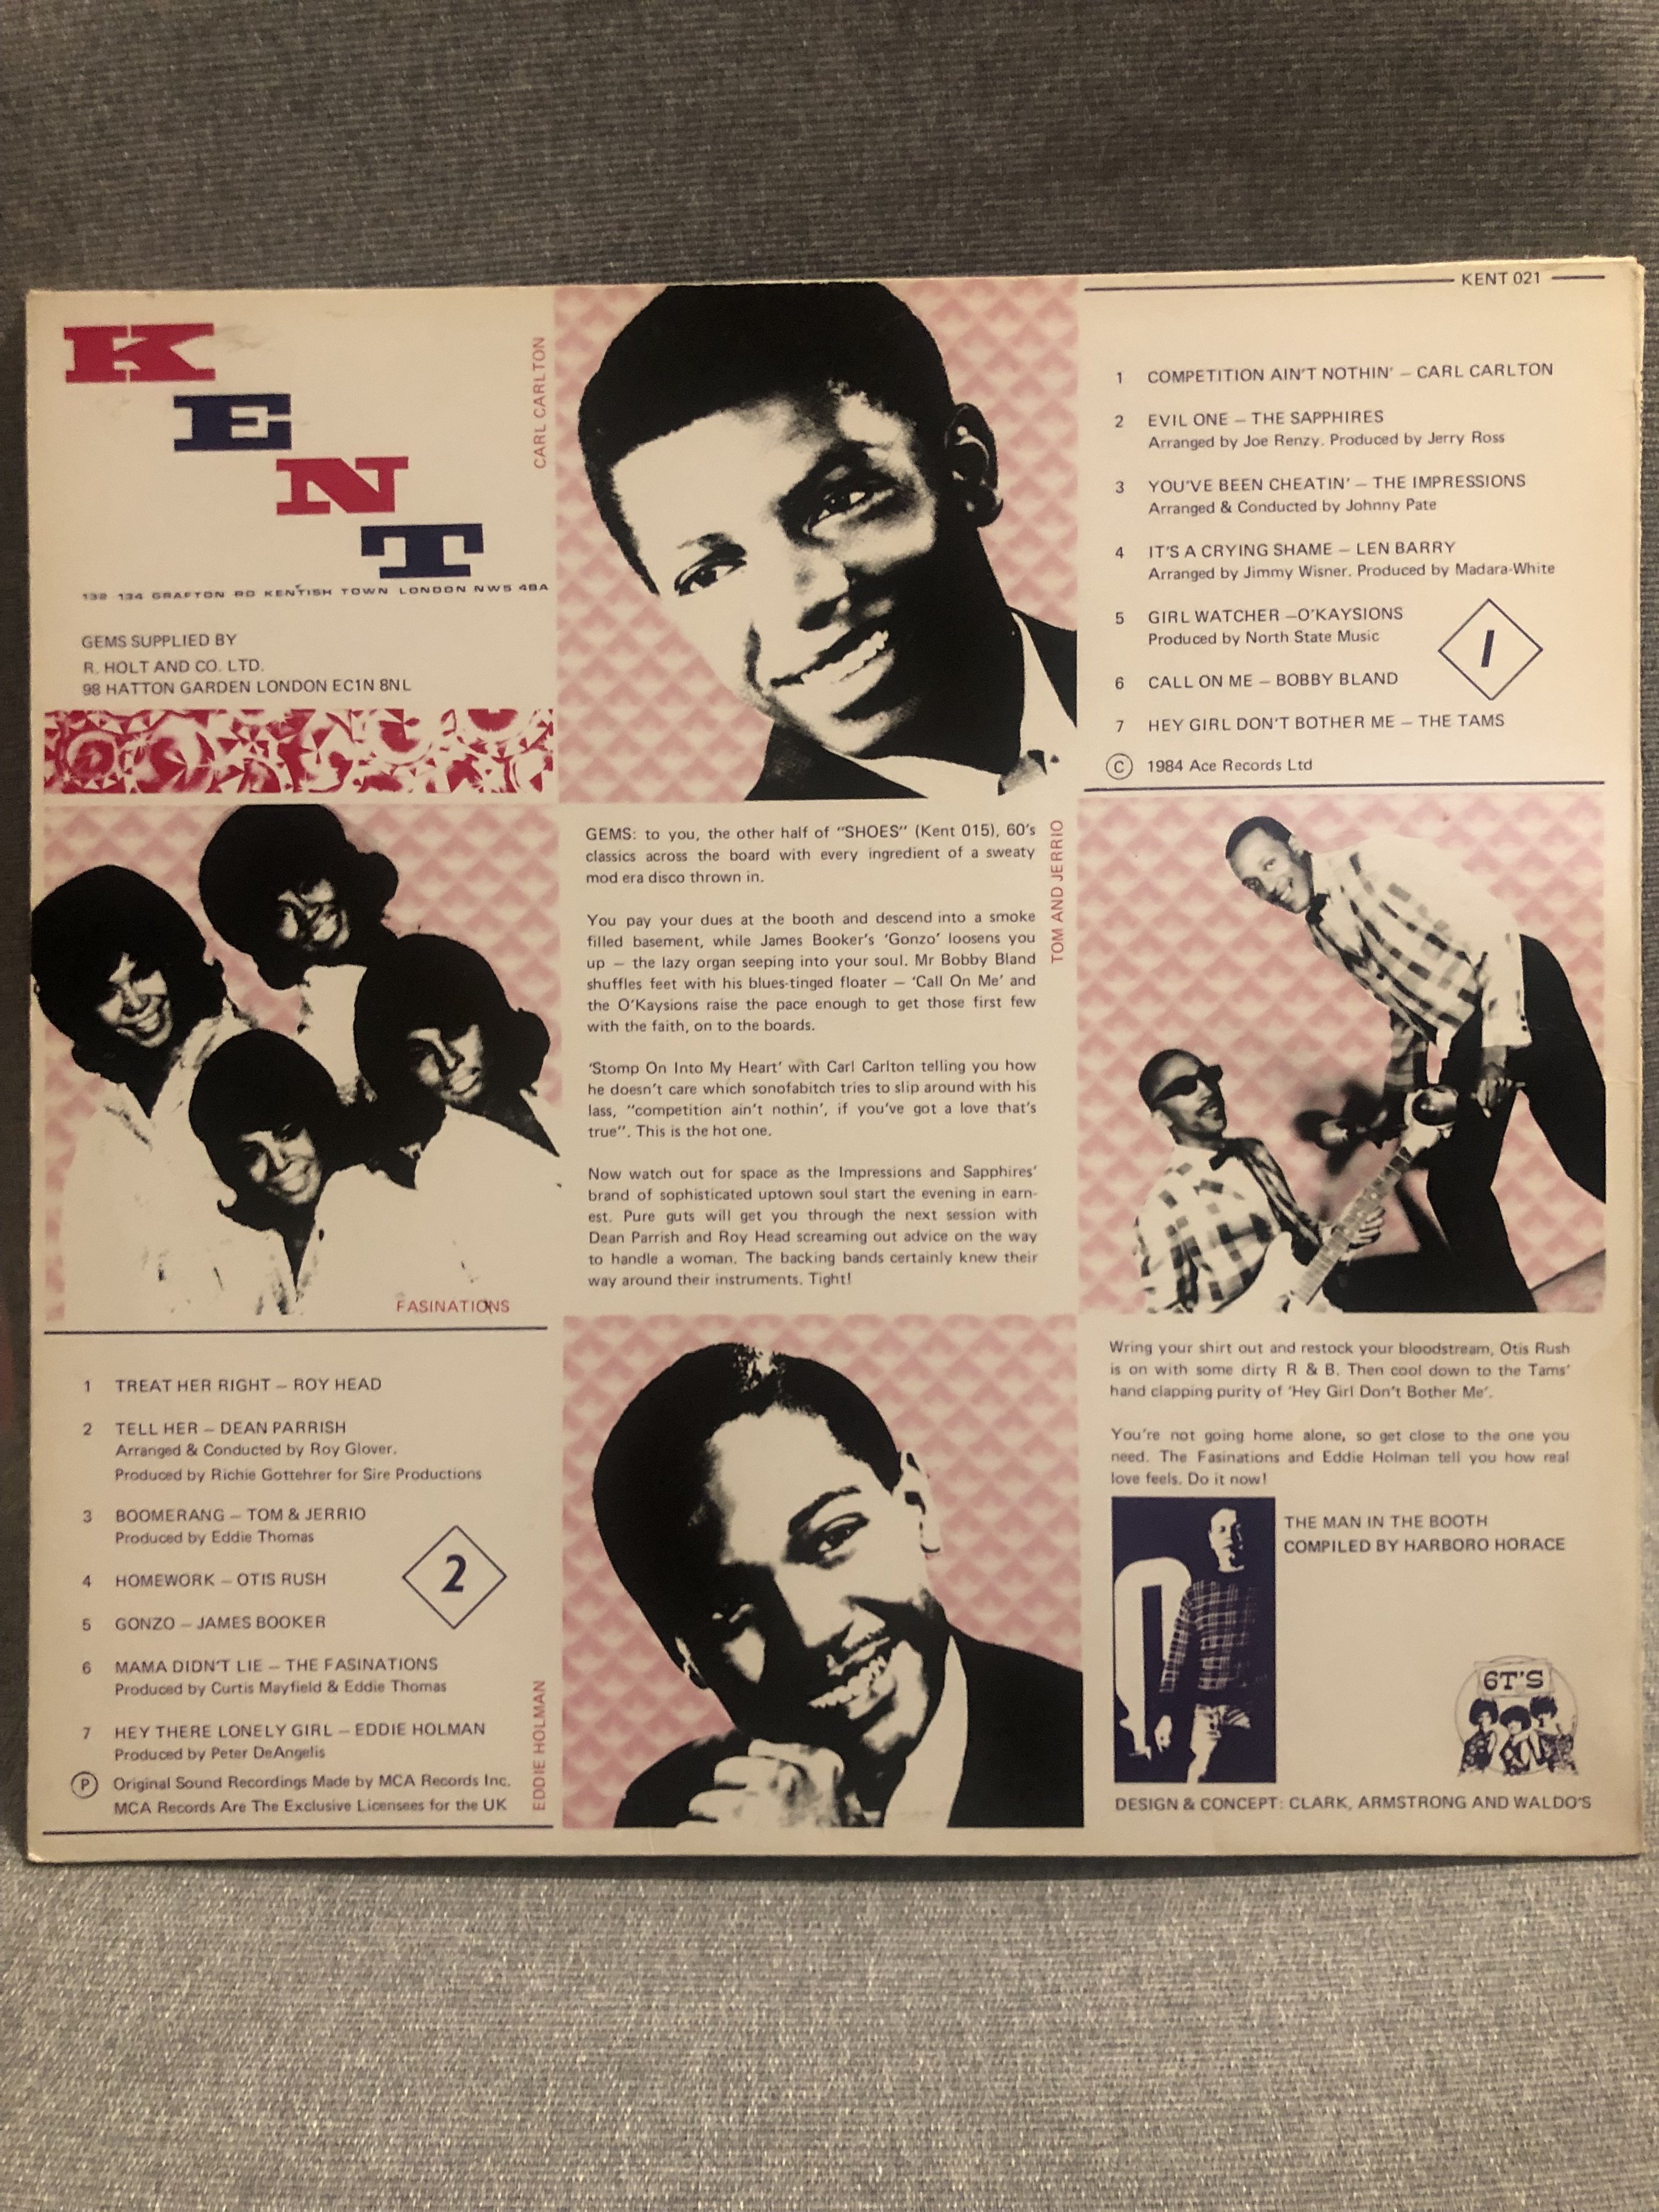 KENT 021
K
E
N
T
132-134 GRAFTON RD KENTISH TOWN LONDON NW5 4BA
GEMS SUPPLIED BY
R. HOLT AND CO. LTD.
98 HATTON GARDEN LONDON EC1N 8NL
CARL CARLTON
1 COMPETITION AIN'T NOTHIN' – CARL CARLTON
2 EVIL ONE – THE SAPPHIRES
Arranged by Joe Renzy. Produced by Jerry Ross
3 YOU'VE BEEN CHEATIN' – THE IMPRESSIONS
Arranged & Conducted by Johnny Pate
4 IT'S A CRYING SHAME – LEN BARRY
Arranged by Jimmy Wisner. Produced by Madara-White
5 GIRL WATCHER –O'KAYSIONS
Produced by North State Music
6 CALL ON ME – BOBBY BLAND
7 HEY GIRL DON'T BOTHER ME – THE TAMS
1
© 1984 Ace Records Ltd
FASINATIONS
GEMS: to you, the other half of "SHOES" (Kent 015), 60's
classics across the board with every ingredient of a sweaty
mod era disco thrown in.
You pay your dues at the booth and descend into a smoke
filled basement, while James Booker's 'Gonzo' loosens you
up – the lazy organ seeping into your soul. Mr Bobby Bland
shuffles feet with his blues-tinged floater – 'Call On Me' and
the O'Kaysions raise the pace enough to get those first few
with the faith, on to the boards.
'Stomp On Into My Heart' with Carl Carlton telling you how
he doesn't care which sonofabitch tries to slip around with his
lass, "competition ain't nothin', if you've got a love that's
true". This is the hot one.
Now watch out for space as the Impressions and Sapphires'
brand of sophisticated uptown soul start the evening in earn-
est. Pure guts will get you through the next session with
Dean Parrish and Roy Head screaming out advice on the way
to handle a woman. The backing bands certainly knew their
way around their instruments. Tight!
TOM AND JERRIO
1 TREAT HER RIGHT – ROY HEAD
2 TELL HER – DEAN PARRISH
Arranged & Conducted by Roy Glover.
Produced by Richie Gottehrer for Sire Productions
3 BOOMERANG – TOM & JERRIO
Produced by Eddie Thomas
4 HOMEWORK – OTIS RUSH
5 GONZO – JAMES BOOKER
6 MAMA DIDN'T LIE – THE FASINATIONS
Produced by Curtis Mayfield & Eddie Thomas
7 HEY THERE LONELY GIRL – EDDIE HOLMAN
Produced by Peter DeAngelis
2
℗ Original Sound Recordings Made by MCA Records Inc.
MCA Records Are The Exclusive Licensees for the UK
EDDIE HOLMAN
Wring your shirt out and restock your bloodstream, Otis Rush
is on with some dirty R & B. Then cool down to the Tams'
hand clapping purity of 'Hey Girl Don't Bother Me'.
You're not going home alone, so get close to the one you
need. The Fasinations and Eddie Holman tell you how real
love feels. Do it now!
THE MAN IN THE BOOTH
COMPILED BY HARBORO HORACE
6T'S
DESIGN & CONCEPT: CLARK, ARMSTRONG AND WALDO'S